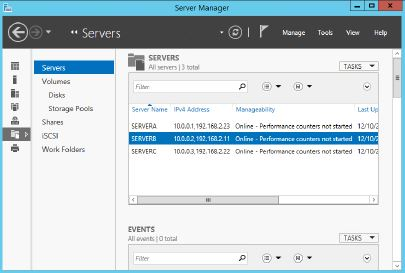 Server Manager
Servers
Manage Tools View Help
Servers
Volumes
Disks
Storage Pools
Shares
iSCSI
Work Folders
SERVERS
All servers | 3 total
TASKS
Filter
Server Name IPv4 Address Manageability Last Up
SERVERA 10.0.0.1,192.168.2.23 Online - Performance counters not started 12/10/2
SERVERB 10.0.0.2,192.168.2.11 Online - Performance counters not started 12/10/2
SERVERC 10.0.0.3,192.168.2.22 Online - Performance counters not started 12/10/2
EVENTS
All events | 0 total
TASKS
Filter